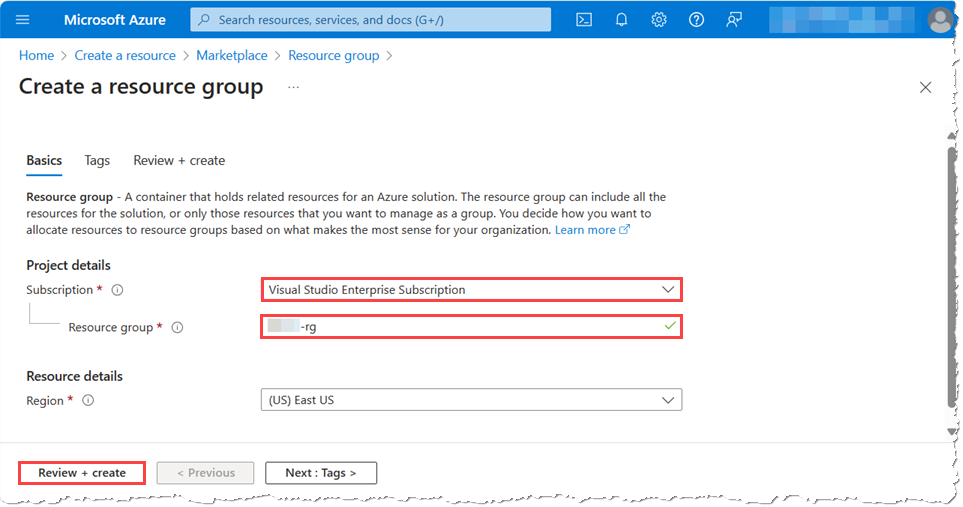 Microsoft Azure
Search resources, services, and docs (G+/)
Home > Create a resource > Marketplace > Resource group >
Create a resource group ...
Basics Tags Review + create
Resource group - A container that holds related resources for an Azure solution. The resource group can include all the
resources for the solution, or only those resources that you want to manage as a group. You decide how you want to
allocate resources to resource groups based on what makes the most sense for your organization. Learn more
Project details
Subscription *
Visual Studio Enterprise Subscription
Resource group *
-rg
Resource details
Region *
(US) East US
Review + create
< Previous
Next : Tags >